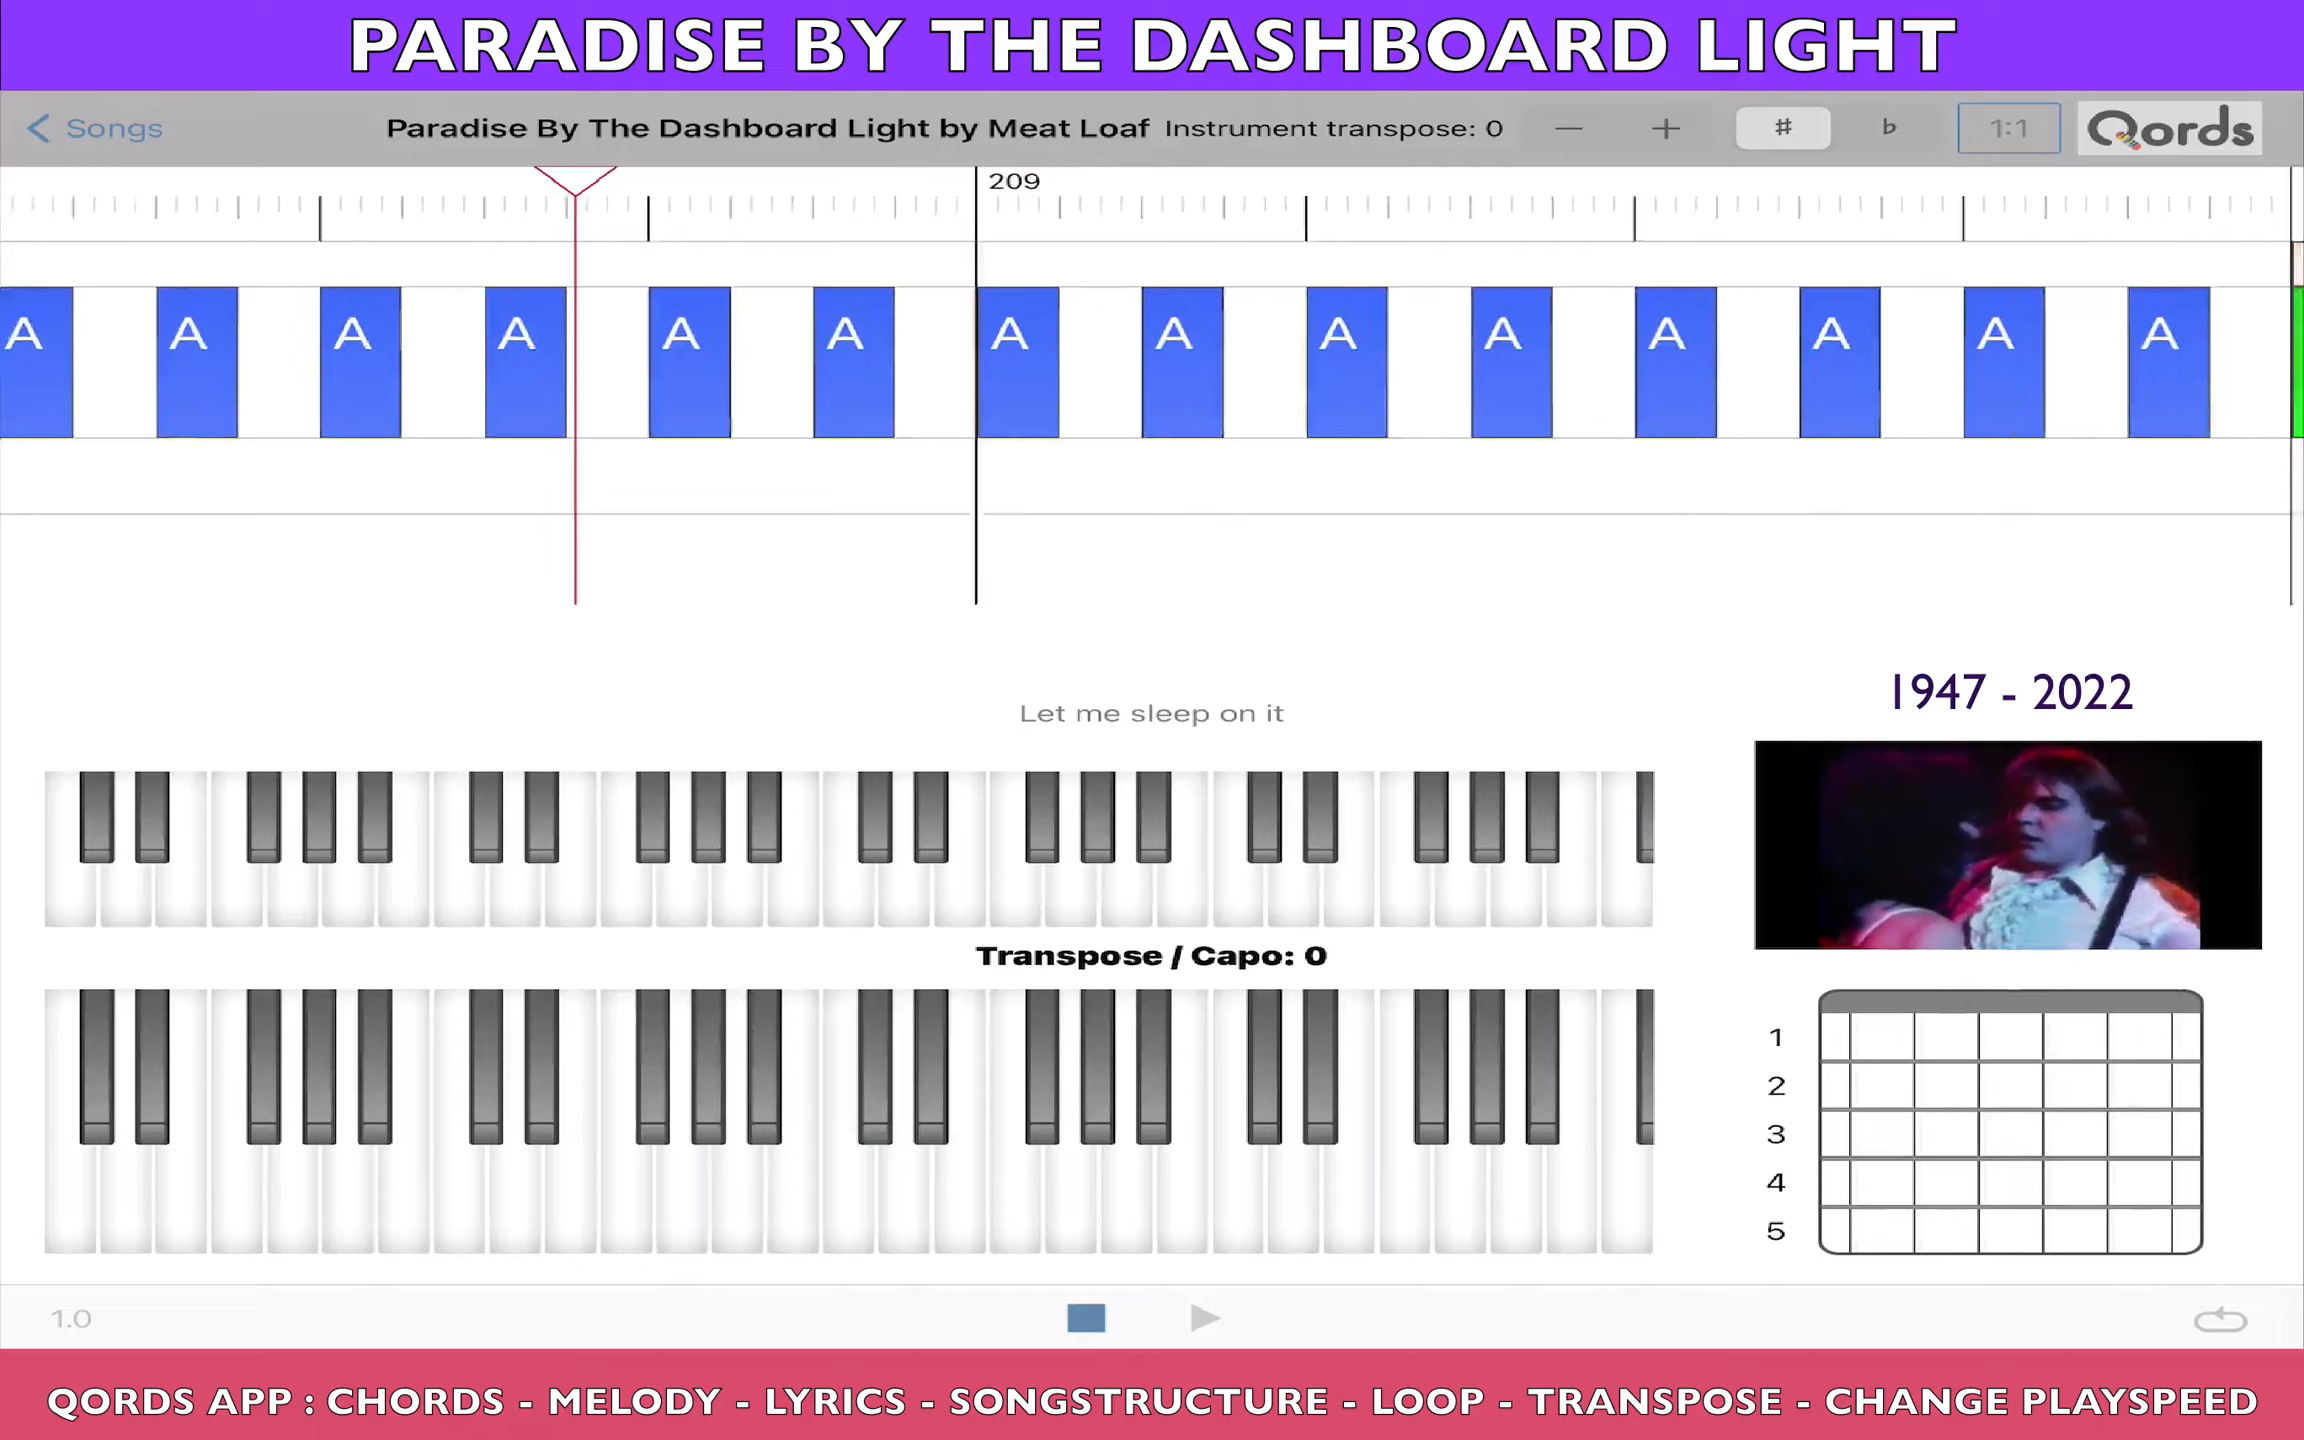 PARADISE BY THE DASHBOARD LIGHT
Songs
Paradise By The Dashboard Light by Meat Loaf Instrument transpose: 0 — + ♯ ♭ 1:1 Qords
209
A A A A A A A A A A A A A A
1947 - 2022
Let me sleep on it
Transpose / Capo: 0
1
2
3
4
5
1.0
QORDS APP : CHORDS - MELODY - LYRICS - SONGSTRUCTURE - LOOP - TRANSPOSE - CHANGE PLAYSPEED